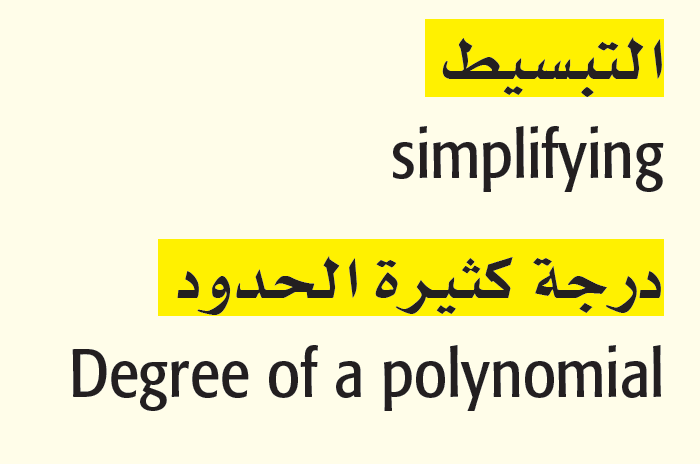 التبسيط
simplifying
درجة كثيرة الحدود
Degree of a polynomial